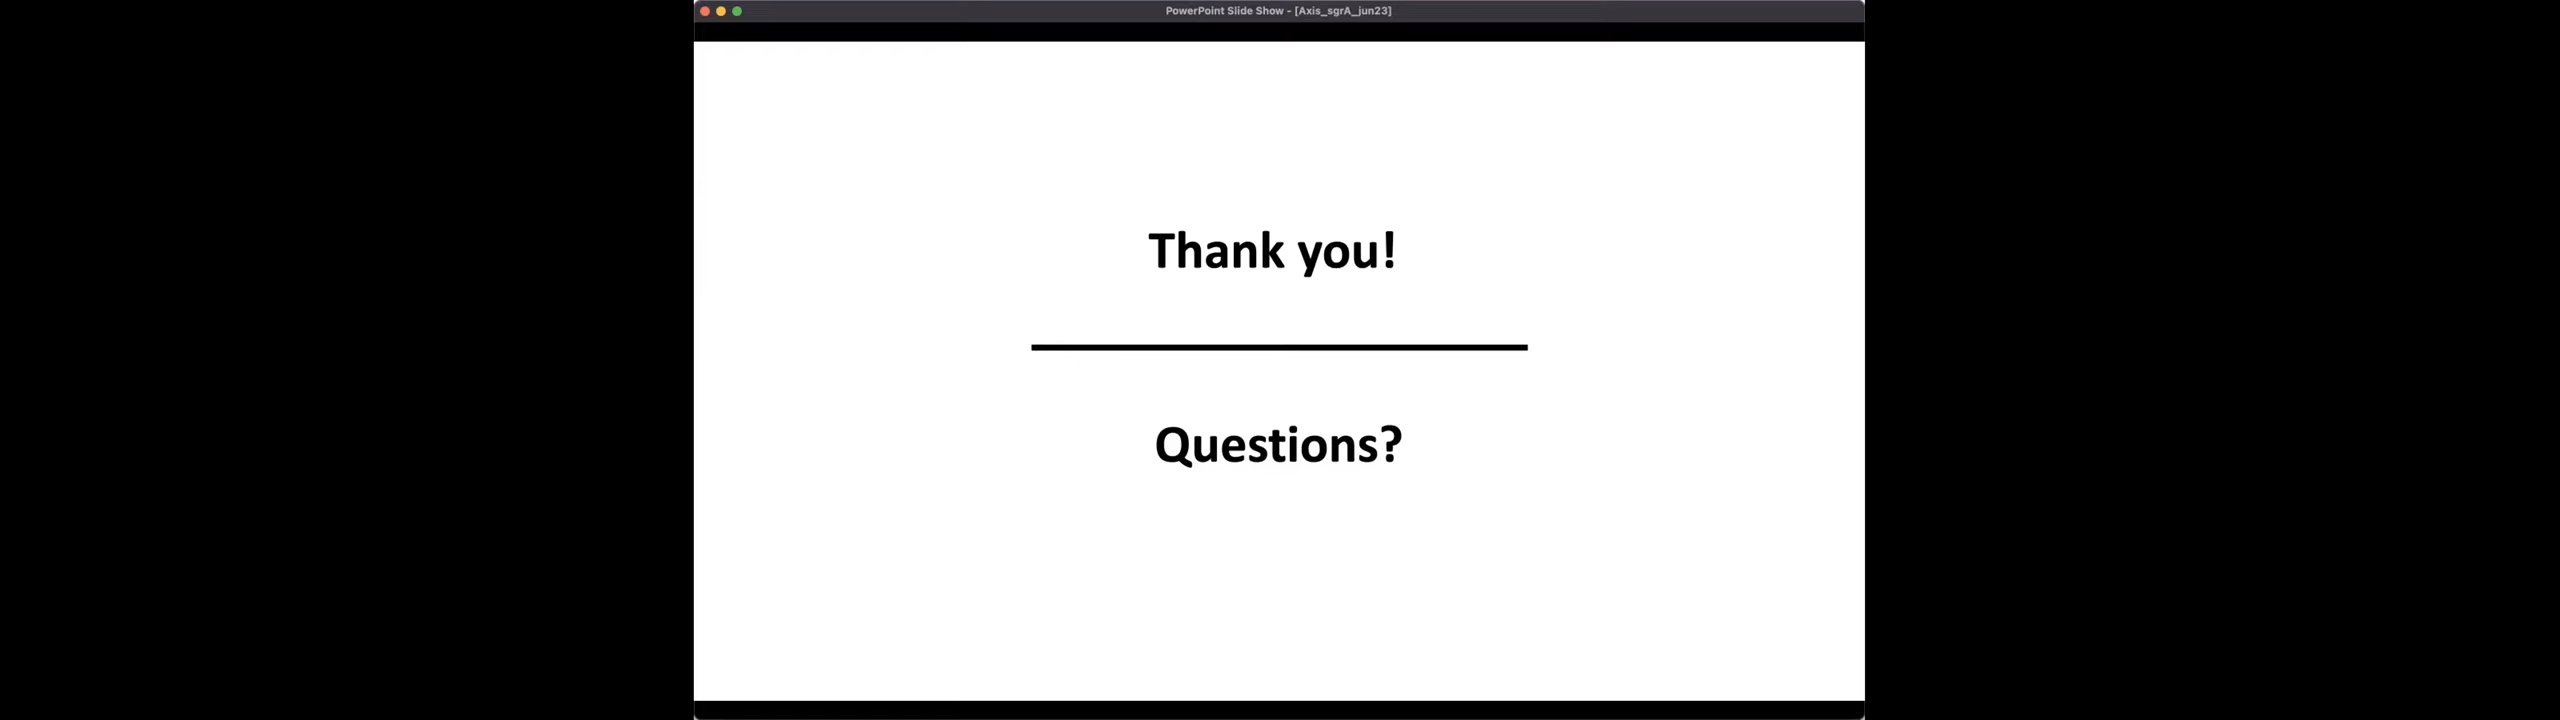 PowerPoint Slide Show - [Axis_sgrA_jun23]
Thank you!
Questions?